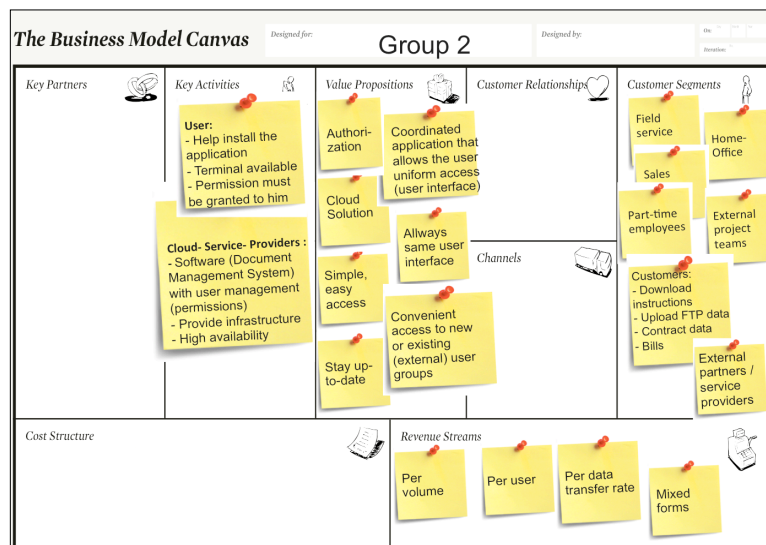 The Business Model Canvas
Designed for:
Group 2
Designed by:
On:
Iteration:
Key Partners
Key Activities
User:
- Help install the
application
- Terminal available
- Permission must
be granted to him
Cloud- Service- Providers :
- Software (Document
Management System)
with user management
(permissions)
- Provide infrastructure
- High availability
Value Propositions
Authori-
zation
Coordinated
application that
allows the user
uniform access
(user interface)
Cloud
Solution
Allways
same user
interface
Simple,
easy
access
Convenient
access to new
or existing
(external) user
groups
Stay up-
to-date
Customer Relationships
Channels
Customer Segments
Field
service
Home-
Office
Sales
Part-time
employees
External
project
teams
Customers:
- Download
instructions
- Upload FTP data
- Contract data
- Bills
External
partners /
service
providers
Cost Structure
Revenue Streams
Per
volume
Per user
Per data
transfer rate
Mixed
forms